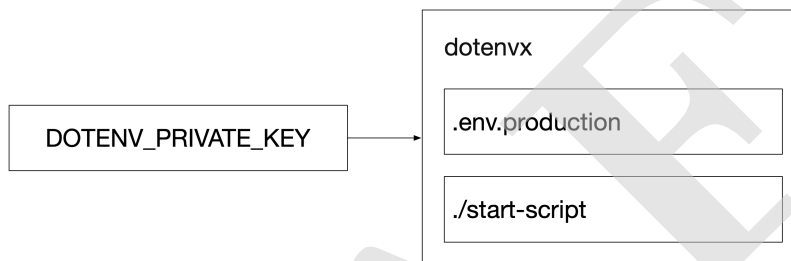 dotenvx
DOTENV_PRIVATE_KEY
.env.production
./start-script